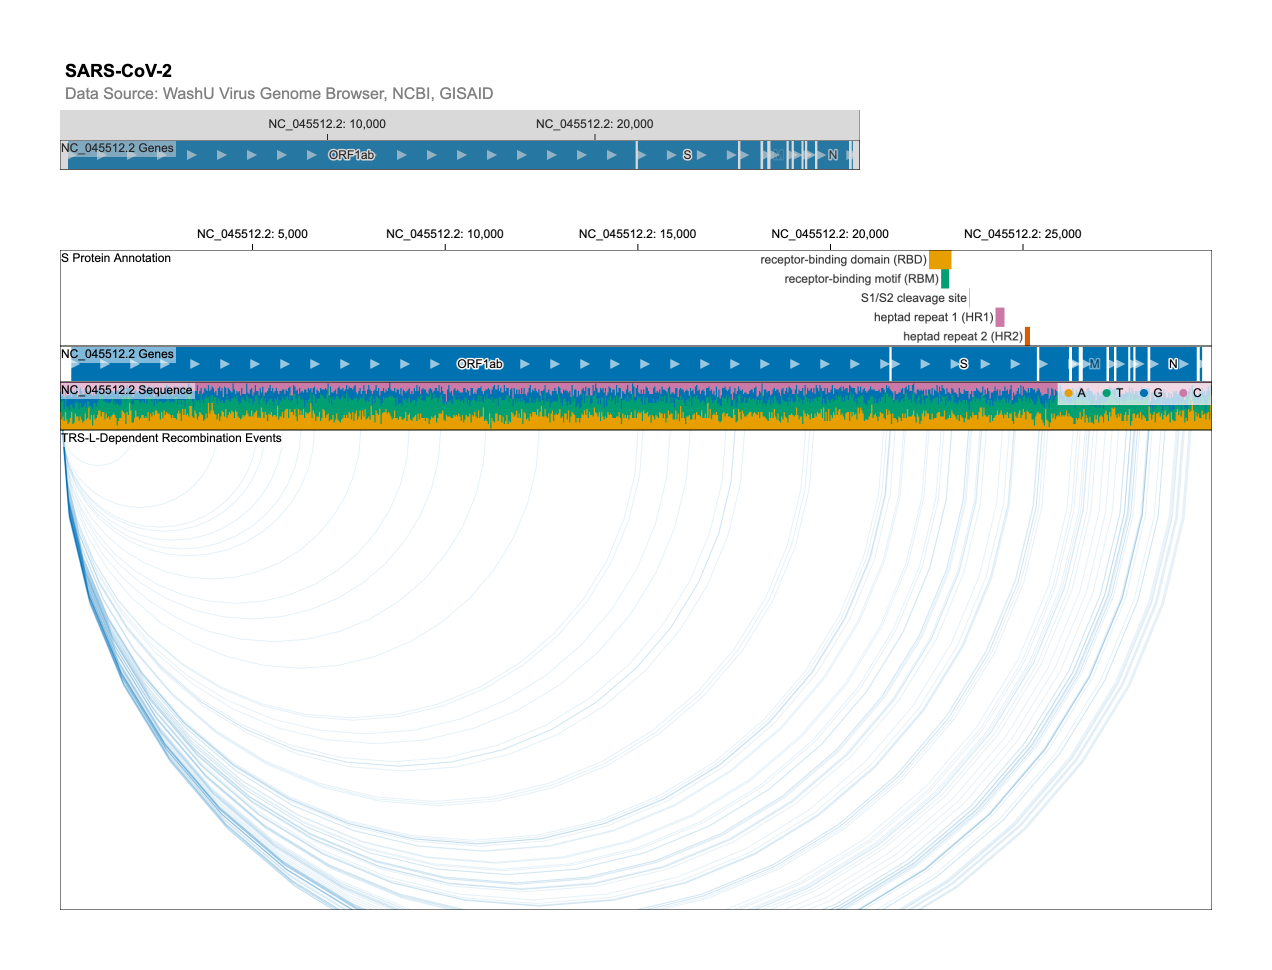 SARS-CoV-2
Data Source: WashU Virus Genome Browser, NCBI, GISAID
NC_045512.2: 10,000
NC_045512.2: 20,000
NC_045512.2 Genes
ORF1ab
S
M
N
NC_045512.2: 5,000
NC_045512.2: 10,000
NC_045512.2: 15,000
NC_045512.2: 20,000
NC_045512.2: 25,000
S Protein Annotation
receptor-binding domain (RBD)
receptor-binding motif (RBM)
S1/S2 cleavage site
heptad repeat 1 (HR1)
heptad repeat 2 (HR2)
NC_045512.2 Genes
ORF1ab
S
M
N
NC_045512.2 Sequence
A
T
G
C
TRS-L-Dependent Recombination Events